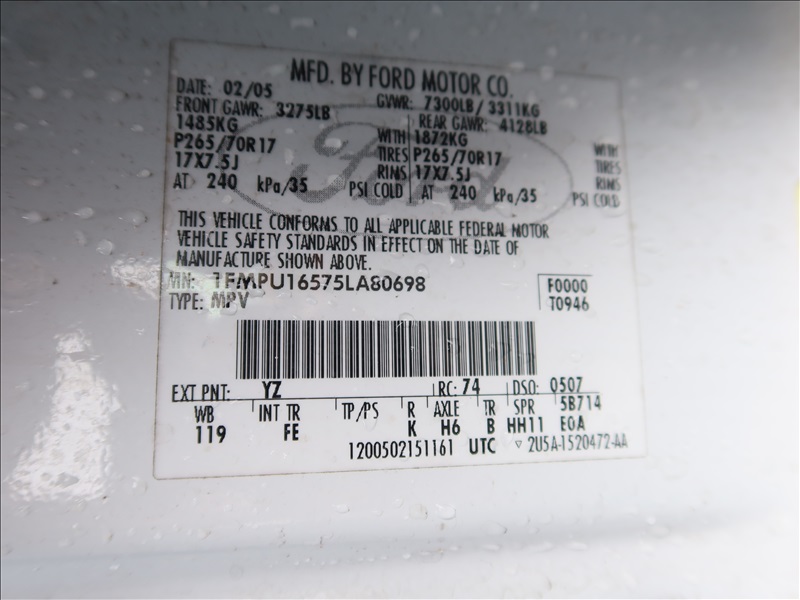 MFD. BY FORD MOTOR CO.
DATE: 02/05 GVWR: 7300LB/ 3311KG
FRONT GAWR: 3275LB REAR GAWR: 4128LB
1485KG WITH 1872KG WITH
P265/70R17 TIRES P265/70R17 TIRES
17X7.5J RIMS 17X7.5J RIMS
AT 240 kPa/35 PSI COLD AT 240 kPa/35 PSI COLD
THIS VEHICLE CONFORMS TO ALL APPLICABLE FEDERAL MOTOR
VEHICLE SAFETY STANDARDS IN EFFECT ON THE DATE OF
MANUFACTURE SHOWN ABOVE.
VIN: 1FMPU16575LA80698 F0000
TYPE: MPV T0946
Ford
EXT PNT: YZ RC: 74 DSO: 0507
WB INT TR TP/PS R AXLE TR SPR 5B714
119 FE K H6 B HH11 EOA
1200502151161 UTC ▽ 2U5A-1520472-AA